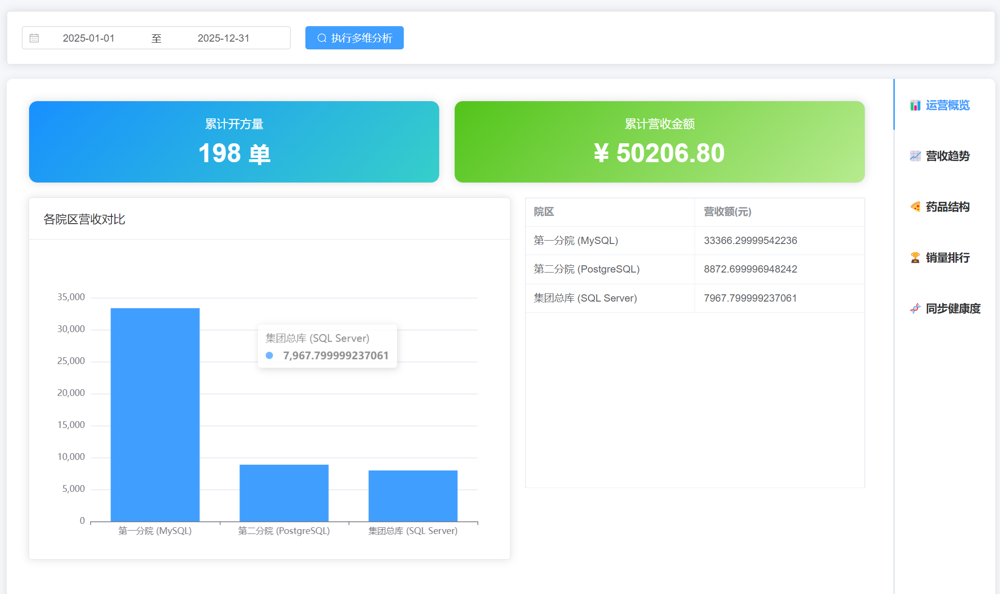 2025-01-01 至 2025-12-31 执行多维分析
累计开方量
198 单
累计营收金额
¥ 50206.80
各院区营收对比
35,000
30,000
25,000
20,000
15,000
10,000
5,000
0
第一分院 (MySQL) 第二分院 (PostgreSQL) 集团总库 (SQL Server)
集团总库 (SQL Server)
7,967.799999237061
院区 营收额(元)
第一分院 (MySQL) 33366.29999542236
第二分院 (PostgreSQL) 8872.699996948242
集团总库 (SQL Server) 7967.799999237061
运营概览
营收趋势
药品结构
销量排行
同步健康度